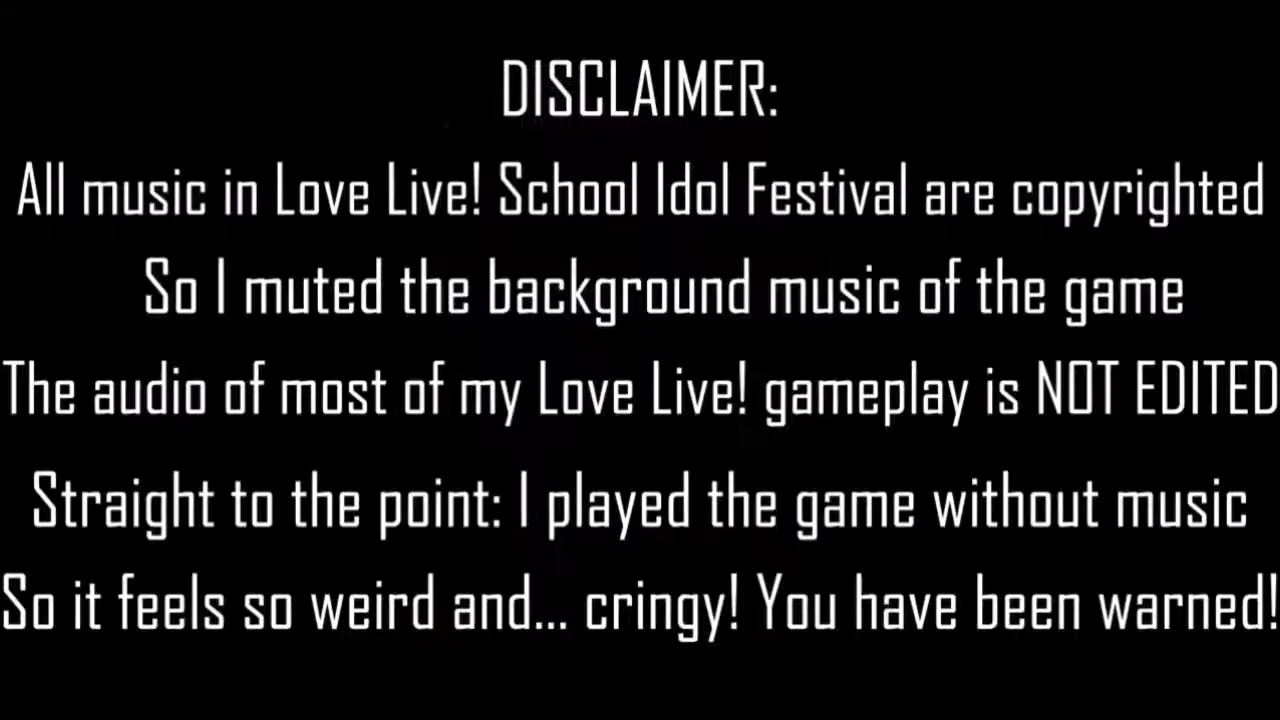 DISCLAIMER:
All music in Love Live! School Idol Festival are copyrighted
So I muted the background music of the game
The audio of most of my Love Live! gameplay is NOT EDITED
Straight to the point: I played the game without music
So it feels so weird and... cringy! You have been warned!